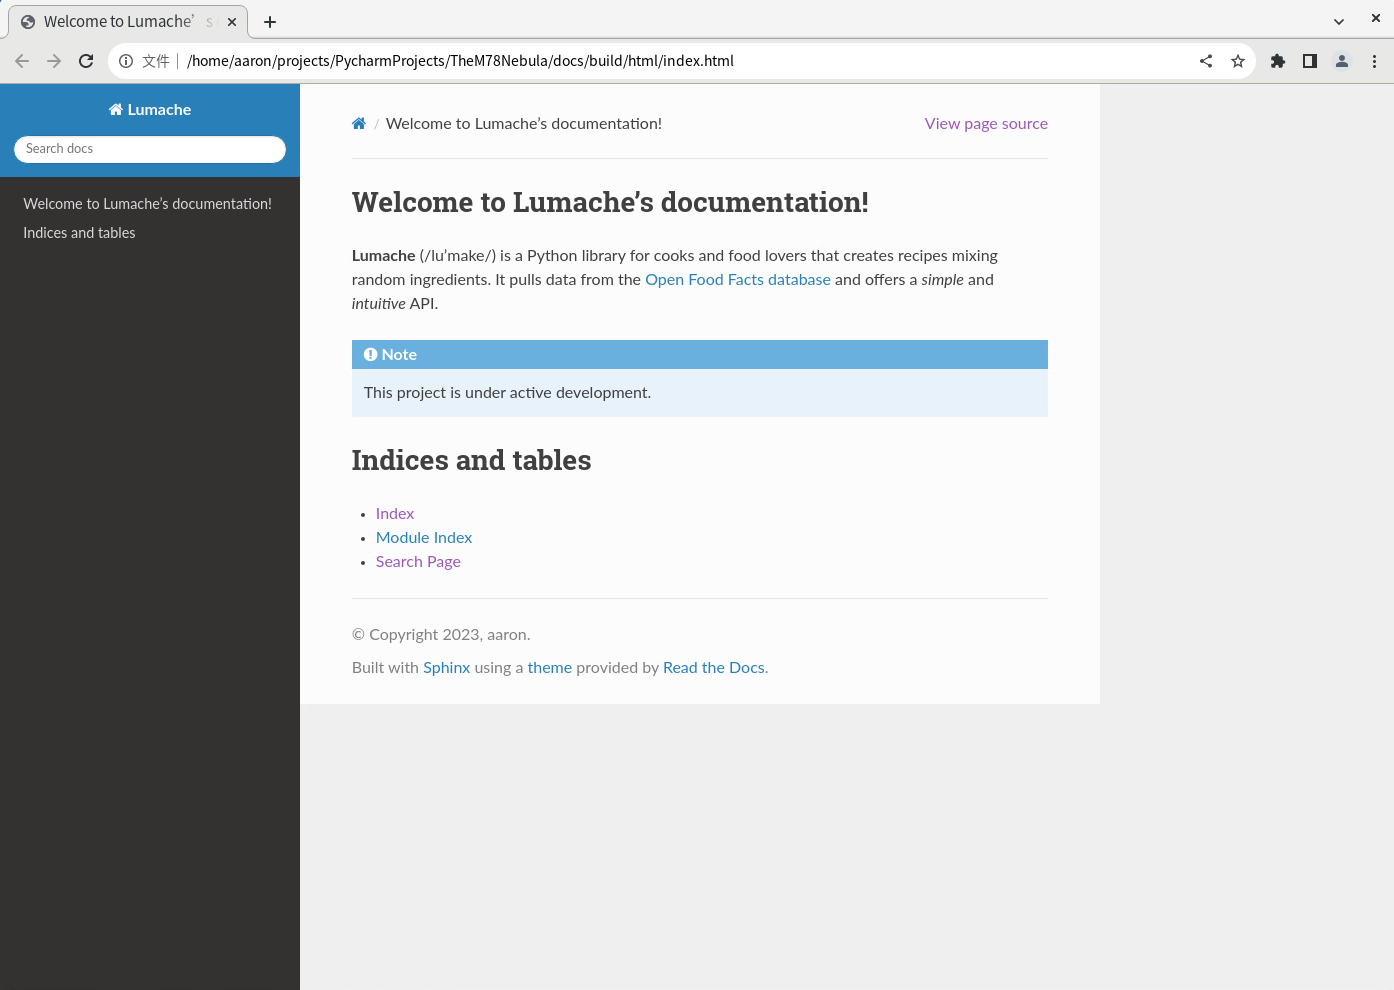 Welcome to Lumache’ s
文件 /home/aaron/projects/PycharmProjects/TheM78Nebula/docs/build/html/index.html
Lumache
Search docs
Welcome to Lumache’s documentation!
Indices and tables
/ Welcome to Lumache’s documentation!
View page source
Welcome to Lumache’s documentation!
Lumache (/lu’make/) is a Python library for cooks and food lovers that creates recipes mixing
random ingredients. It pulls data from the Open Food Facts database and offers a simple and
intuitive API.
Note
This project is under active development.
Indices and tables
• Index
• Module Index
• Search Page
© Copyright 2023, aaron.
Built with Sphinx using a theme provided by Read the Docs.